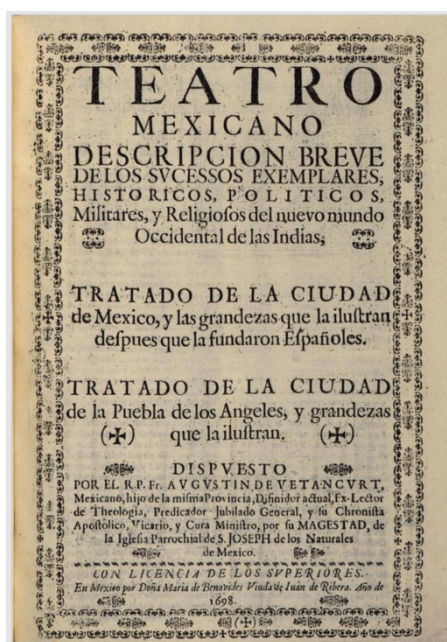 TEATRO
MEXICANO
DESCRIPCION BREVE
DE LOS SVCESSOS EXEMPLARES,
HISTORICOS, POLITICOS,
Militares, y Religioſos del nuevo mundo
Occidental de las Indias,
TRATADO DE LA CIUDAD
de Mexico, y las grandezas que la iluſtran
deſpues que la fundaron Eſpañoles.
TRATADO DE LA CIUDAD
de la Puebla de los Angeles, y grandezas
(✠) que la iluſtran. (✠)
DISPVESTO
POR EL R.P. Fr. AVGVSTIN DE VETANCVRT,
Mexicano, hijo de la miſma Provincia, Difinidor actual, Ex-Lector
de Theologia, Predicador Jubilado General, y ſu Chroniſta
Apoſtolico, Vicario, y Cura Miniſtro, por ſu MAGESTAD, de
la Igleſia Parrochial de S. JOSEPH de los Naturales
de Mexico.
CON LICENCIA DE LOS SVPERIORES.
En Mexico por Doña Maria de Benavides Viuda de Iuan de Ribera. Año de
1698.